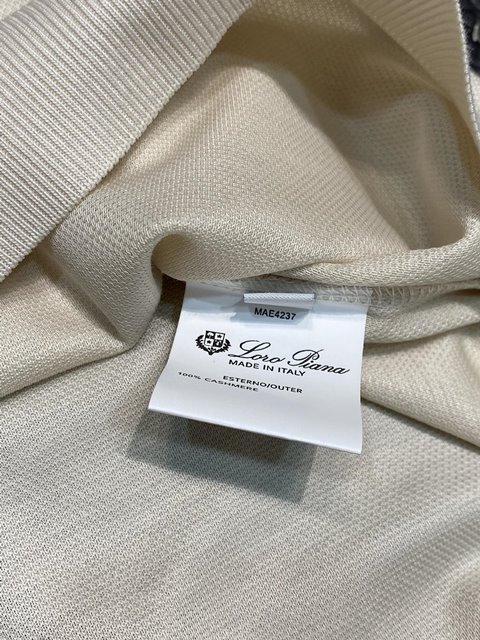 MAE4237
Loro Piana
MADE IN ITALY
ESTERNO/OUTER
100% CASHMERE